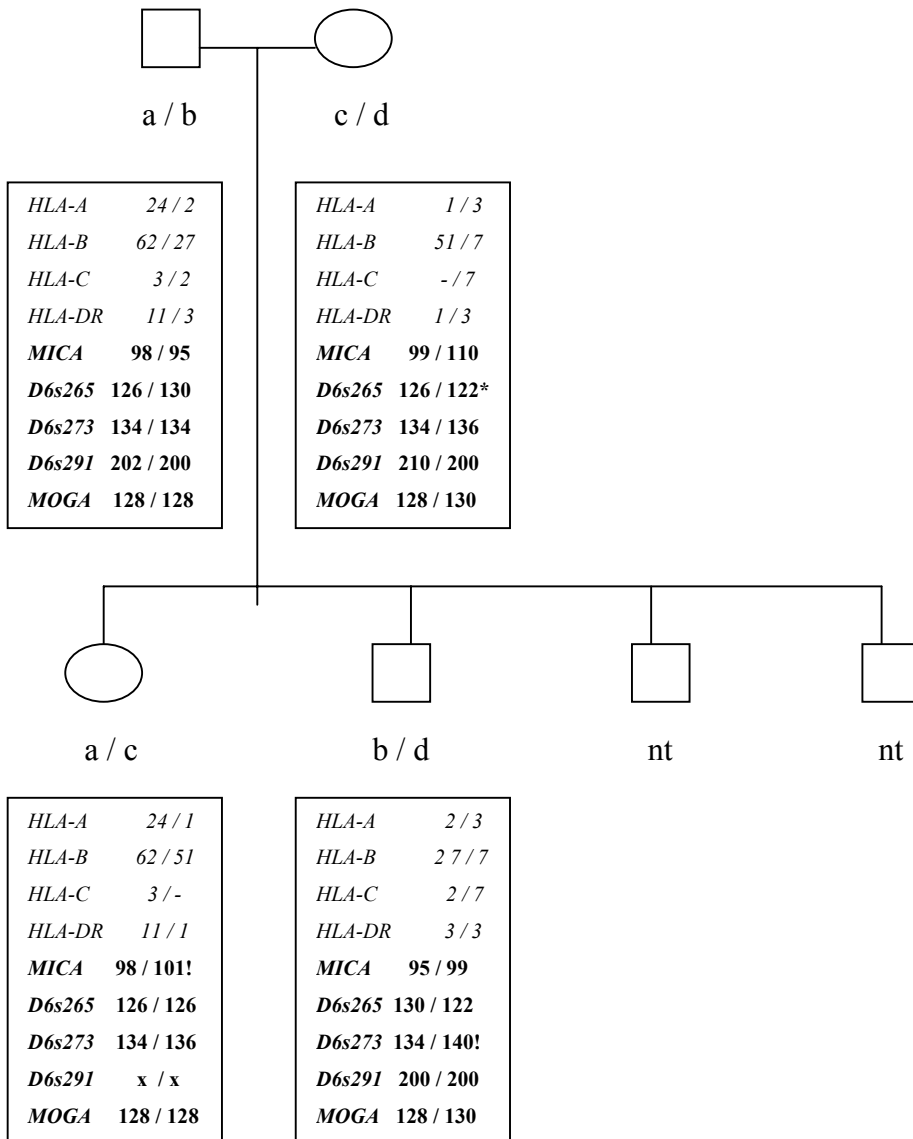 a / b
c / d
HLA-A 24 / 2
HLA-B 62 / 27
HLA-C 3 / 2
HLA-DR 11 / 3
MICA 98 / 95
D6s265 126 / 130
D6s273 134 / 134
D6s291 202 / 200
MOGA 128 / 128
HLA-A 1 / 3
HLA-B 51 / 7
HLA-C - / 7
HLA-DR 1 / 3
MICA 99 / 110
D6s265 126 / 122*
D6s273 134 / 136
D6s291 210 / 200
MOGA 128 / 130
a / c
b / d
nt
nt
HLA-A 24 / 1
HLA-B 62 / 51
HLA-C 3 / -
HLA-DR 11 / 1
MICA 98 / 101!
D6s265 126 / 126
D6s273 134 / 136
D6s291 x / x
MOGA 128 / 128
HLA-A 2 / 3
HLA-B 2 7 / 7
HLA-C 2 / 7
HLA-DR 3 / 3
MICA 95 / 99
D6s265 130 / 122
D6s273 134 / 140!
D6s291 200 / 200
MOGA 128 / 130